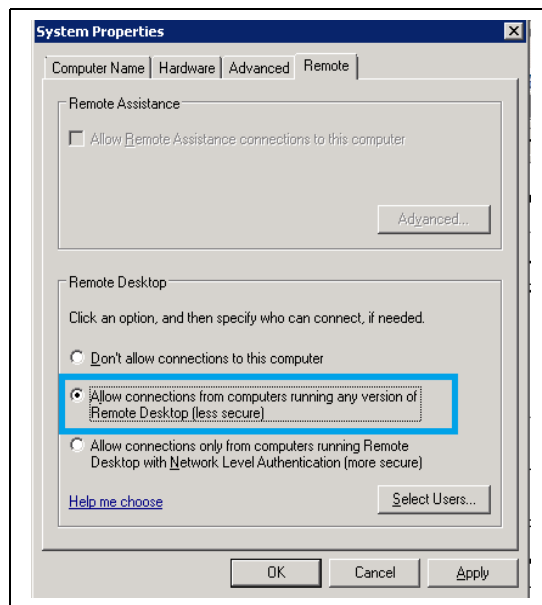 System Properties
Computer Name
Hardware
Advanced
Remote
Remote Assistance
Allow Remote Assistance connections to this computer
Advanced...
Remote Desktop
Click an option, and then specify who can connect, if needed.
Don't allow connections to this computer
Allow connections from computers running any version of
Remote Desktop (less secure)
Allow connections only from computers running Remote
Desktop with Network Level Authentication (more secure)
Help me choose
Select Users...
OK
Cancel
Apply